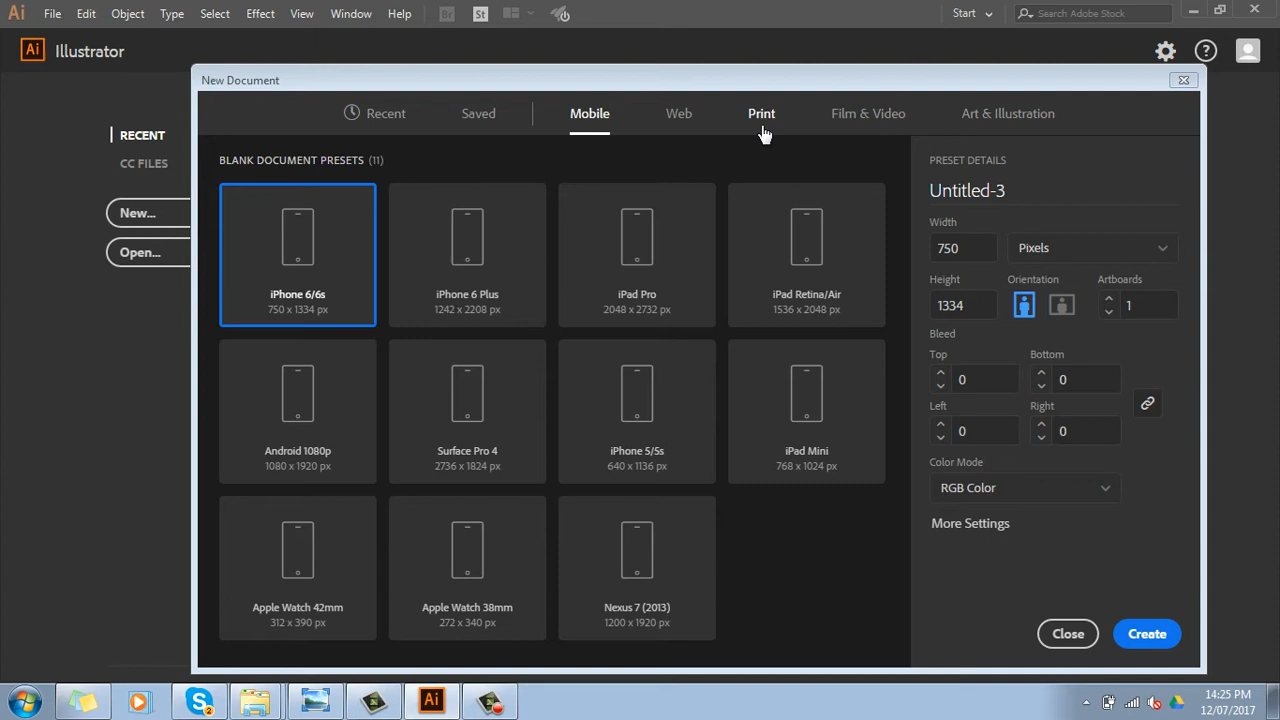 Ai File Edit Object Type Select Effect View Window Help Br St Start Search Adobe Stock
Ai Illustrator
New Document
Recent Saved Mobile Web Print Film & Video Art & Illustration
RECENT
CC FILES
New...
Open...
BLANK DOCUMENT PRESETS (11)
iPhone 6/6s
750 x 1334 px
iPhone 6 Plus
1242 x 2208 px
iPad Pro
2048 x 2732 px
iPad Retina/Air
1536 x 2048 px
Android 1080p
1080 x 1920 px
Surface Pro 4
2736 x 1824 px
iPhone 5/5s
640 x 1136 px
iPad Mini
768 x 1024 px
Apple Watch 42mm
312 x 390 px
Apple Watch 38mm
272 x 340 px
Nexus 7 (2013)
1200 x 1920 px
PRESET DETAILS
Untitled-3
Width
750 Pixels
Height Orientation Artboards
1334 1
Bleed
Top Bottom
0 0
Left Right
0 0
Color Mode
RGB Color
More Settings
Close Create
S 2 Ai
14:25 PM
12/07/2017